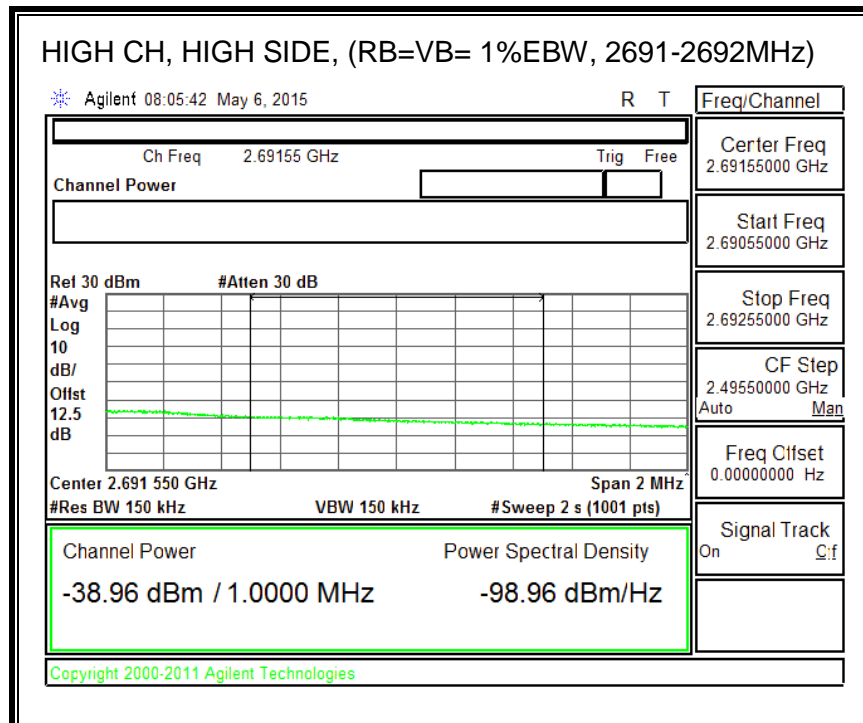 HIGH CH, HIGH SIDE, (RB=VB= 1%EBW, 2691-2692MHz)
Agilent 08:05:42 May 6, 2015 R T
Freq/Channel
Ch Freq 2.69155 GHz Trig Free
Channel Power
Center Freq
2.69155000 GHz
Start Freq
2.69055000 GHz
Stop Freq
2.69255000 GHz
CF Step
2.49550000 GHz
Auto Man
Freq Offset
0.00000000 Hz
Signal Track
On Off
Ref 30 dBm #Atten 30 dB
#Avg
Log
10
dB/
Offst
12.5
dB
Center 2.691 550 GHz Span 2 MHz
#Res BW 150 kHz VBW 150 kHz #Sweep 2 s (1001 pts)
Channel Power Power Spectral Density
-38.96 dBm / 1.0000 MHz -98.96 dBm/Hz
Copyright 2000-2011 Agilent Technologies